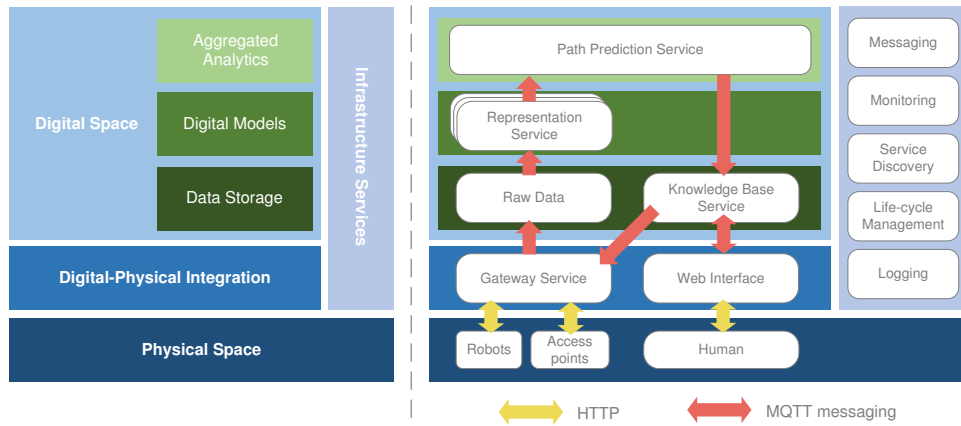 Aggregated
Analytics
Digital Space
Digital Models
Data Storage
Infrastructure Services
Digital-Physical Integration
Physical Space
Path Prediction Service
Representation
Service
Raw Data
Knowledge Base
Service
Gateway Service
Web Interface
Robots
Access
points
Human
Messaging
Monitoring
Service
Discovery
Life-cycle
Management
Logging
HTTP
MQTT messaging